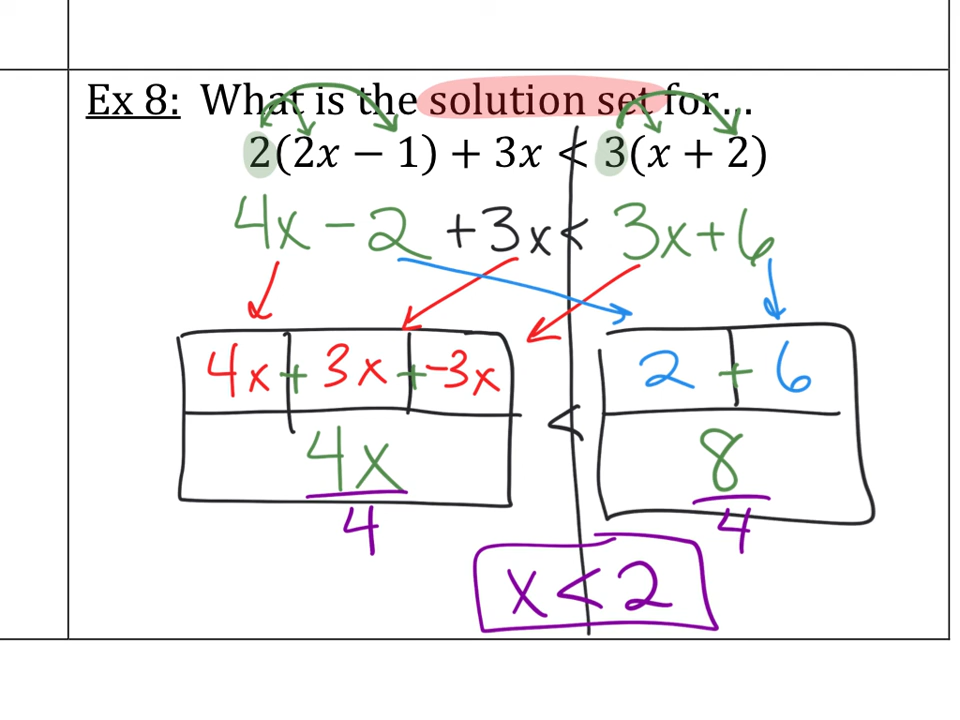 Ex 8: What is the solution set for...
2(2x − 1) + 3x < 3(x + 2)
4x − 2 + 3x < 3x + 6
4x + 3x + -3x 2 + 6
4x < 8
4 4
x < 2